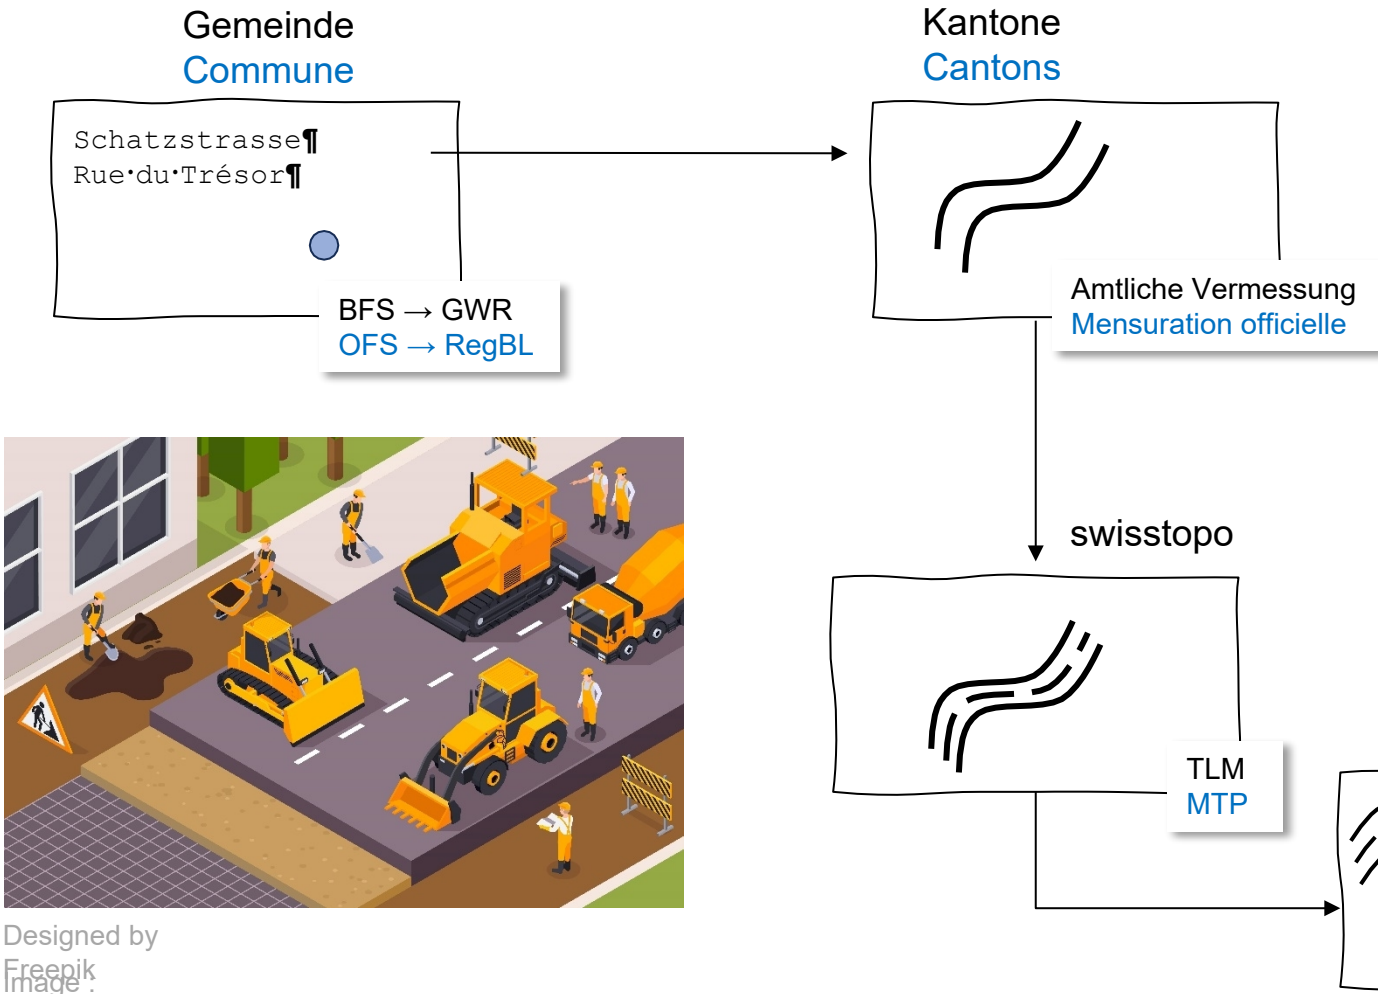 Gemeinde
Commune
Schatzstrasse¶
Rue·du·Trésor¶
BFS → GWR
OFS → RegBL
Kantone
Cantons
Amtliche Vermessung
Mensuration officielle
swisstopo
TLM
MTP
Designed by
Freepik
Image :